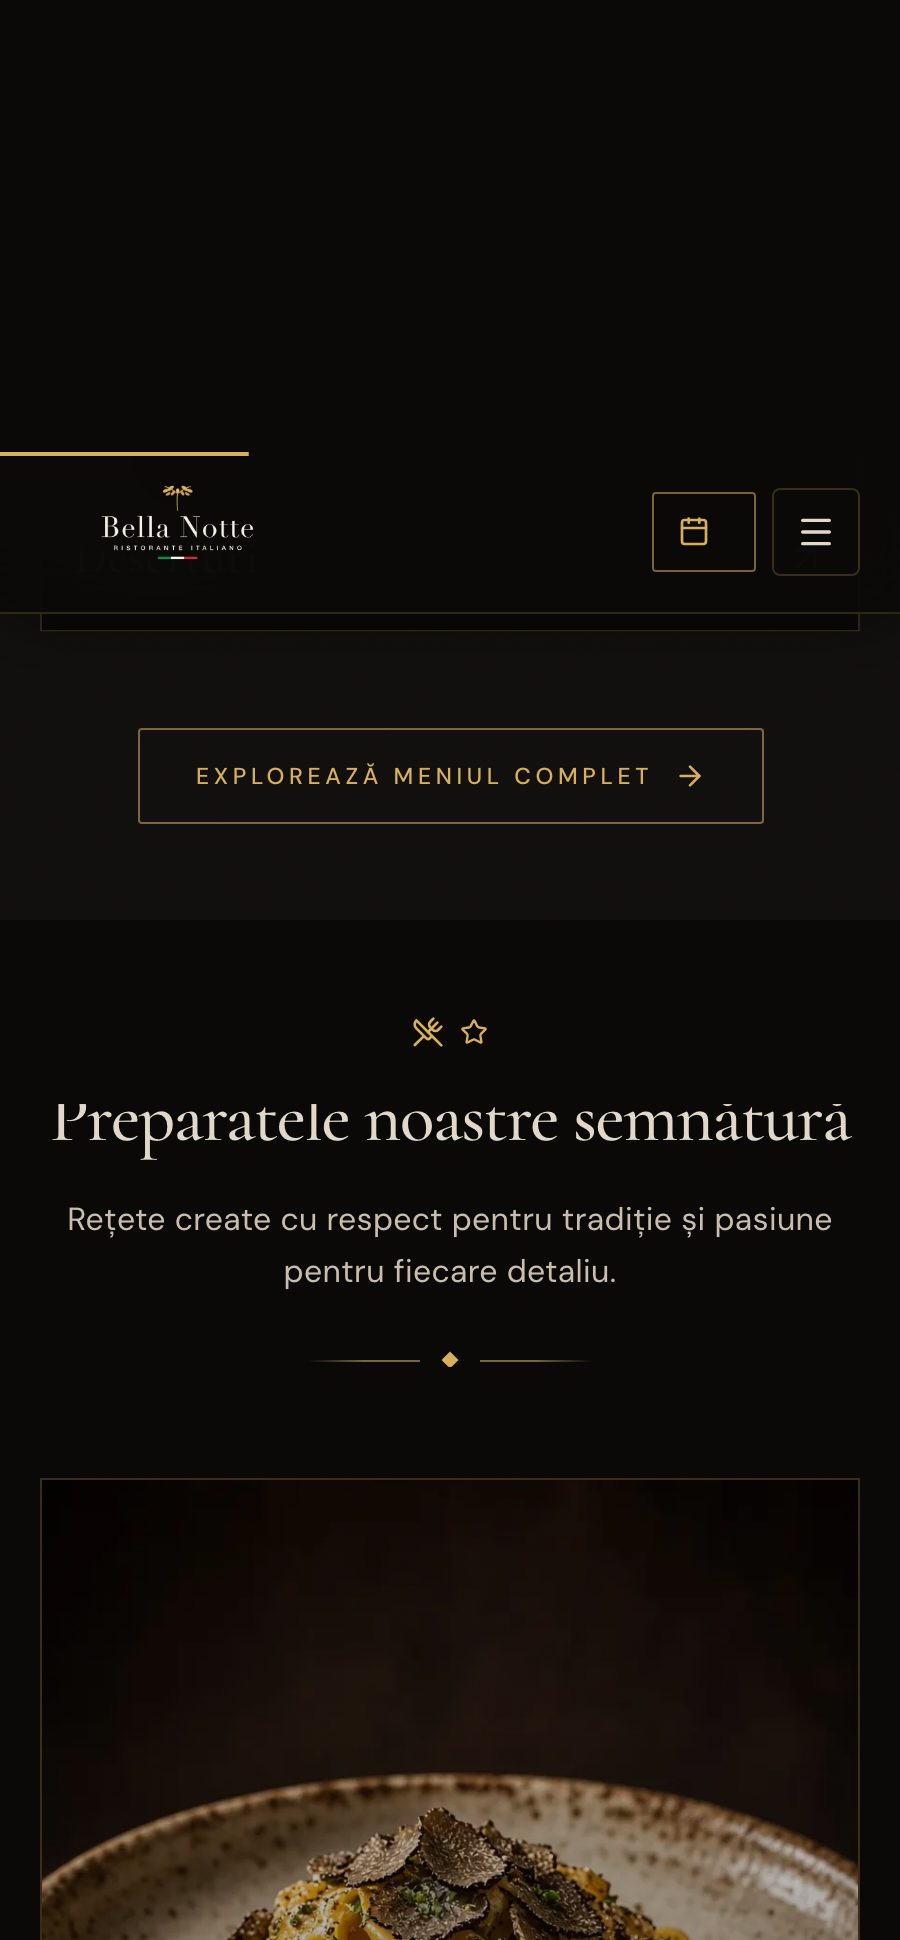 Bella Notte
RISTORANTE ITALIANO
Deserturi
EXPLOREAZĂ MENIUL COMPLET
Preparatele noastre semnătură
Rețete create cu respect pentru tradiție și pasiune
pentru fiecare detaliu.